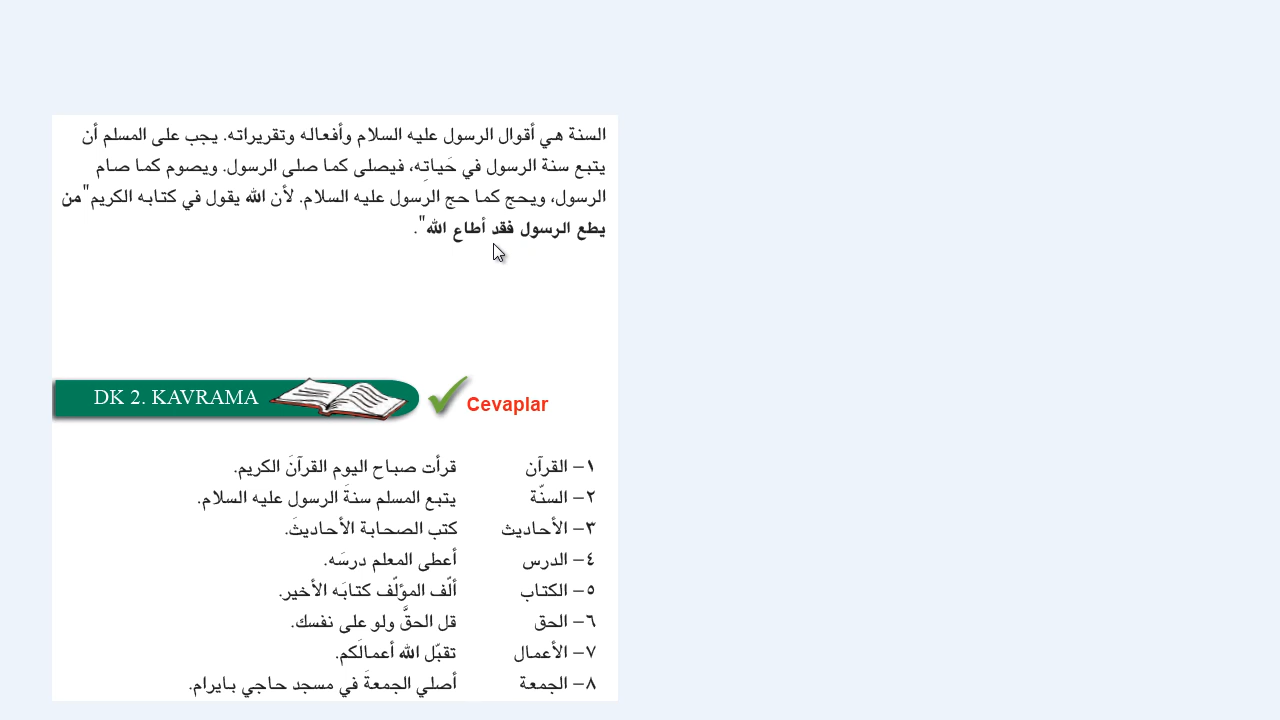 السنة هي أقوال الرسول عليه السلام وأفعاله وتقريراته. يجب على المسلم أن
يتبع سنة الرسول في حَياتِه، فيصلى كما صلى الرسول. ويصوم كما صام
الرسول، ويحج كما حج الرسول عليه السلام. لأن الله يقول في كتابه الكريم"من
يطع الرسول فقد أطاع الله".
DK 2. KAVRAMA
Cevaplar
١– القرآن قرأت صباح اليوم القرآنَ الكريم.
٢– السنّة يتبع المسلم سنةَ الرسول عليه السلام.
٣– الأحاديث كتب الصحابة الأحاديثَ.
٤– الدرس أعطى المعلم درسَه.
٥– الكتاب ألّف المؤلّف كتابَه الأخير.
٦– الحق قل الحقَّ ولو على نفسك.
٧– الأعمال تقبّل الله أعمالَكم.
٨– الجمعة أصلي الجمعةَ في مسجد حاجي بايرام.